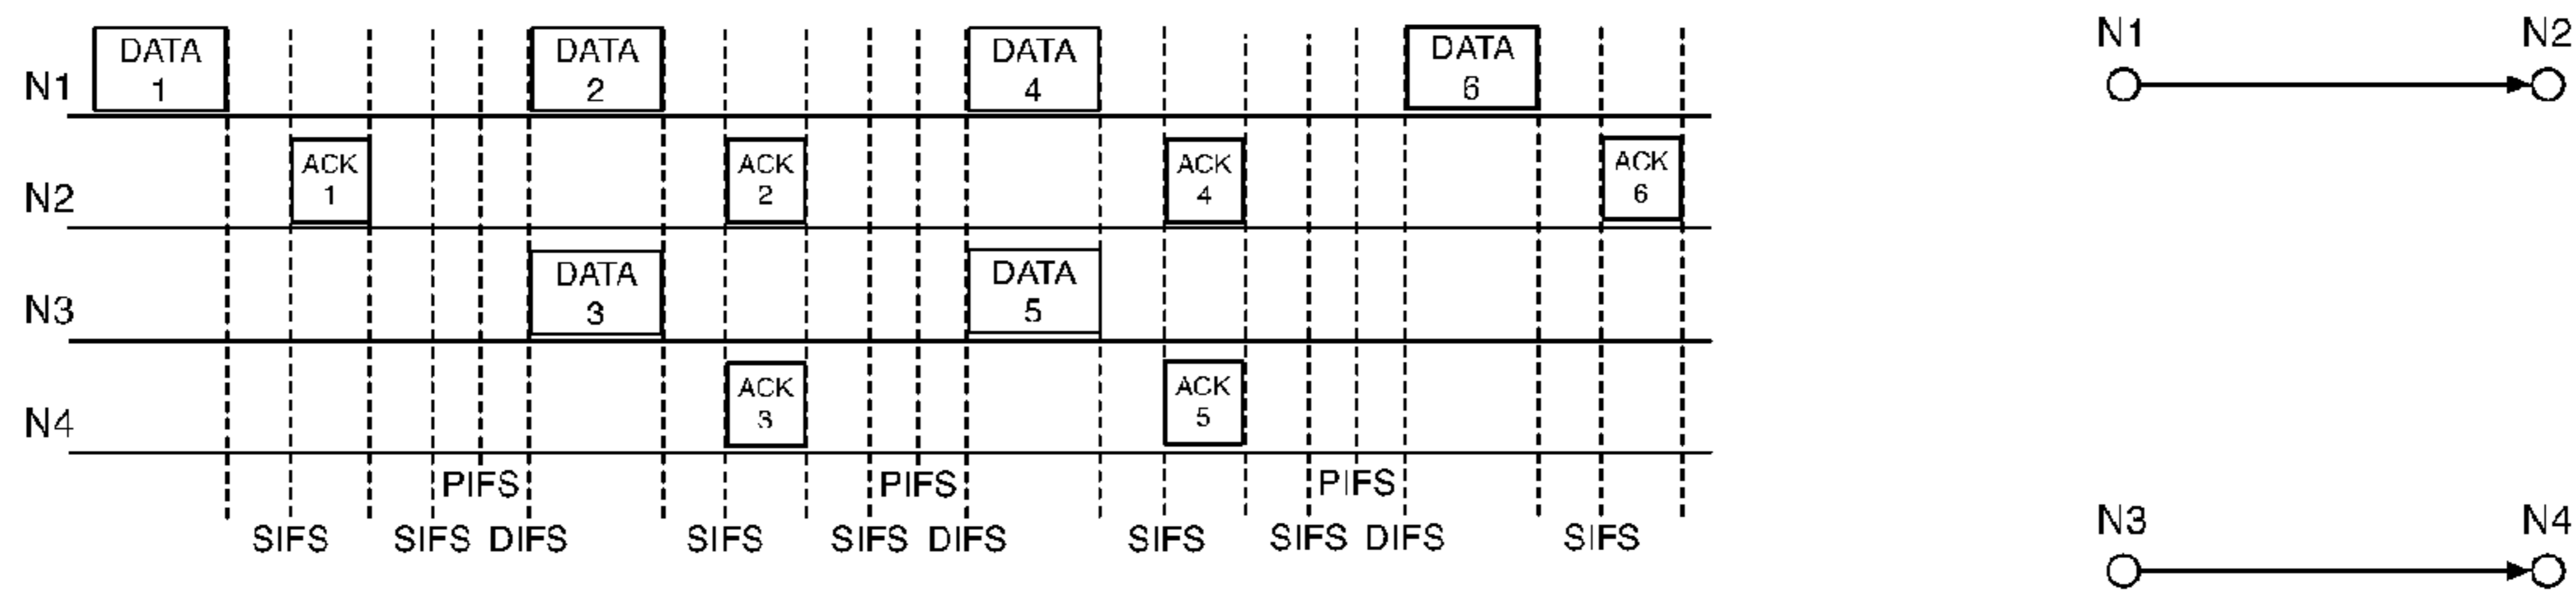 DATA DATA DATA DATA
N1 1 2 4 6
ACK ACK ACK ACK
N2 1 2 4 6
DATA DATA
N3 3 5
ACK ACK
N4 3 5
PIFS PIFS PIFS
SIFS SIFS DIFS SIFS SIFS DIFS SIFS SIFS DIFS SIFS
N1 N2
N3 N4